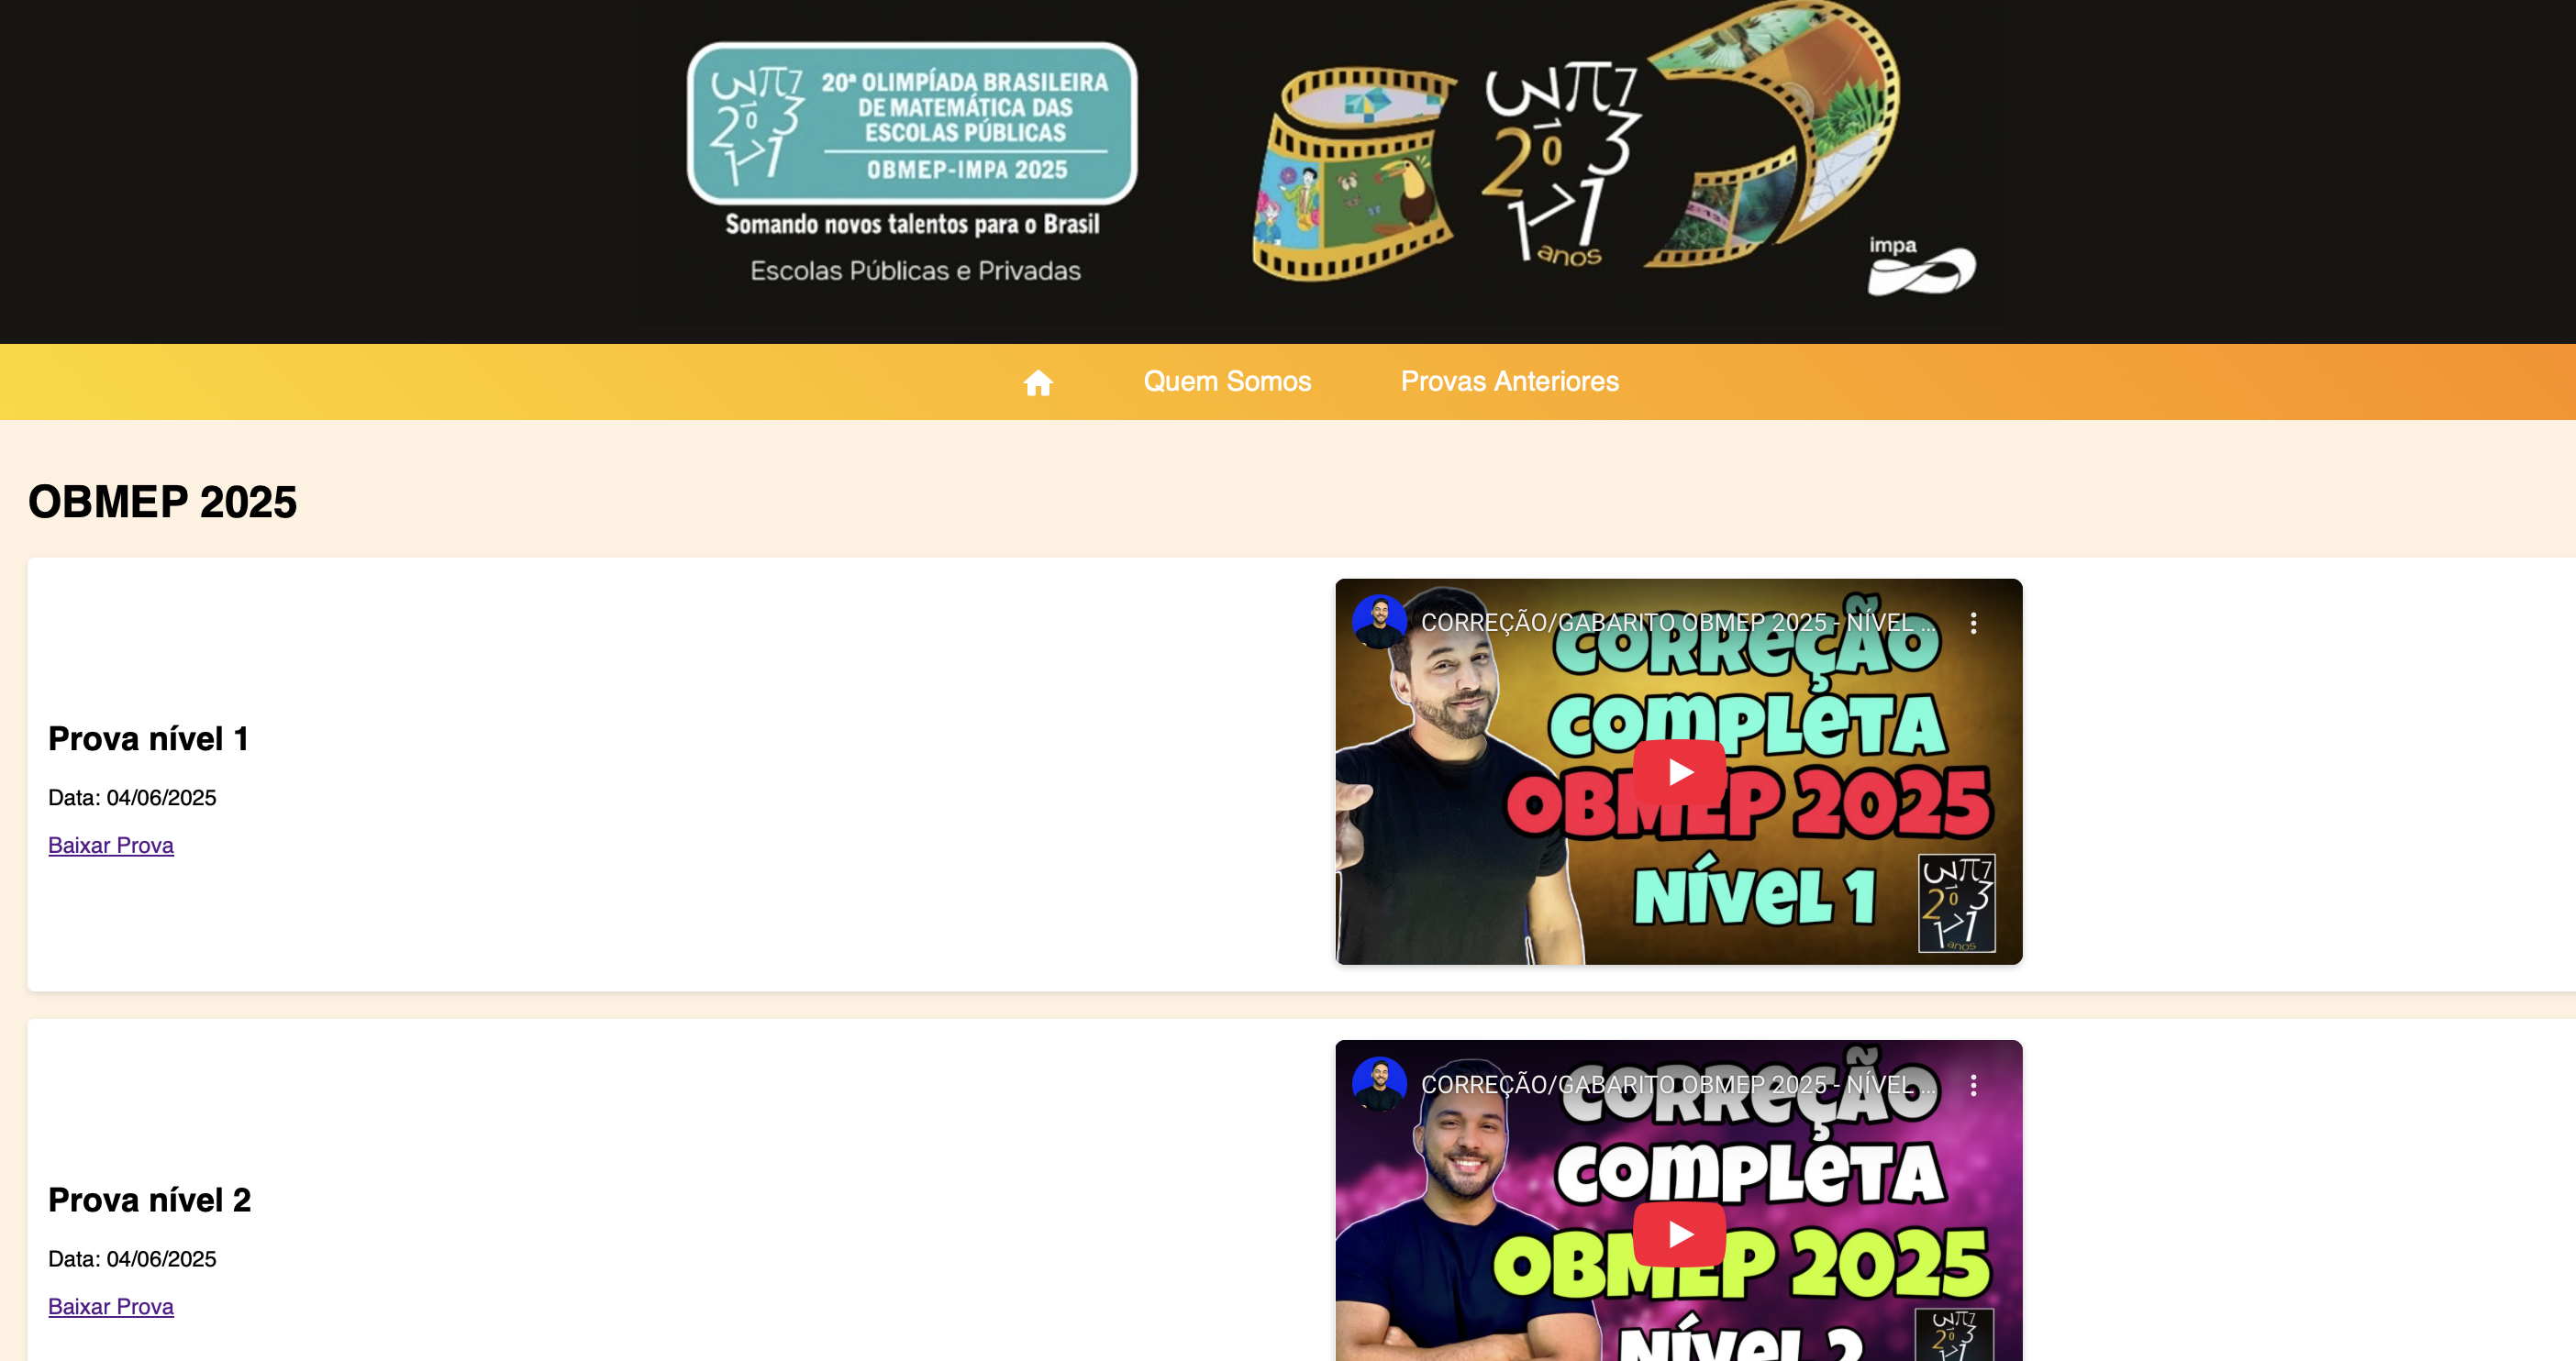 20ª OLIMPÍADA BRASILEIRA
DE MATEMÁTICA DAS
ESCOLAS PÚBLICAS
OBMEP-IMPA 2025
Somando novos talentos para o Brasil
Escolas Públicas e Privadas
anos
impa
Quem Somos
Provas Anteriores
OBMEP 2025
Prova nível 1
Data: 04/06/2025
Baixar Prova
CORREÇÃO/GABARITO OBMEP 2025 - NÍVEL ...
CORREÇÃO
COMPLETA
OBMEP 2025
NÍVEL 1
anos
Prova nível 2
Data: 04/06/2025
Baixar Prova
CORREÇÃO/GABARITO OBMEP 2025 - NÍVEL ...
CORREÇÃO
COMPLETA
OBMEP 2025
NÍVEL 2